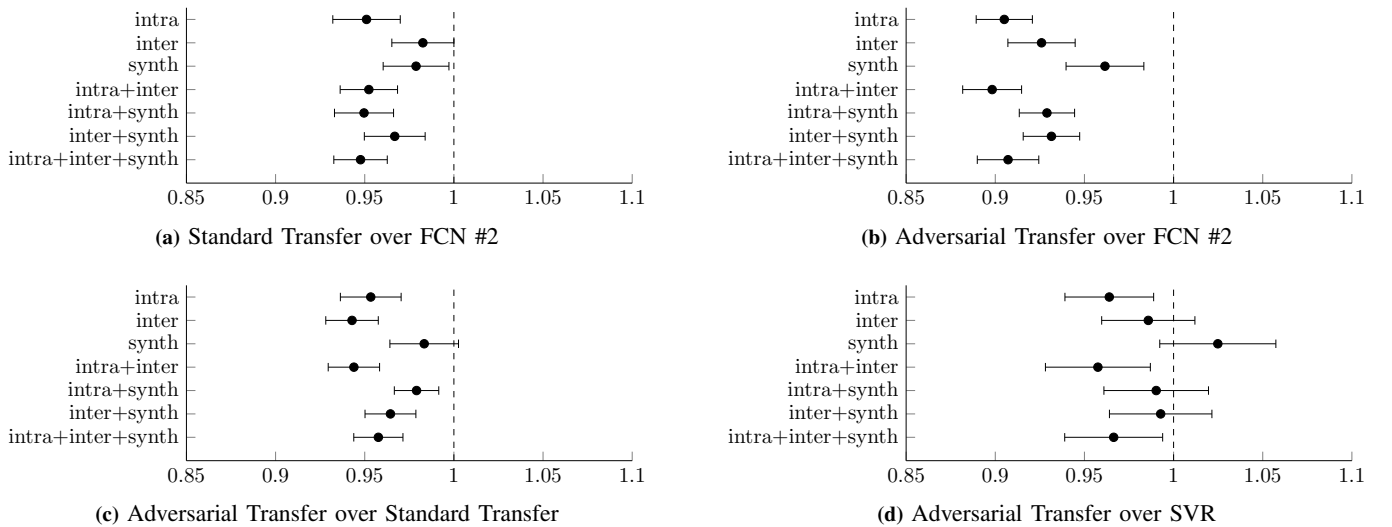 intra
inter
synth
intra+inter
intra+synth
inter+synth
intra+inter+synth
0.85 0.9 0.95 1 1.05 1.1
(a) Standard Transfer over FCN #2
intra
inter
synth
intra+inter
intra+synth
inter+synth
intra+inter+synth
0.85 0.9 0.95 1 1.05 1.1
(b) Adversarial Transfer over FCN #2
intra
inter
synth
intra+inter
intra+synth
inter+synth
intra+inter+synth
0.85 0.9 0.95 1 1.05 1.1
(c) Adversarial Transfer over Standard Transfer
intra
inter
synth
intra+inter
intra+synth
inter+synth
intra+inter+synth
0.85 0.9 0.95 1 1.05 1.1
(d) Adversarial Transfer over SVR